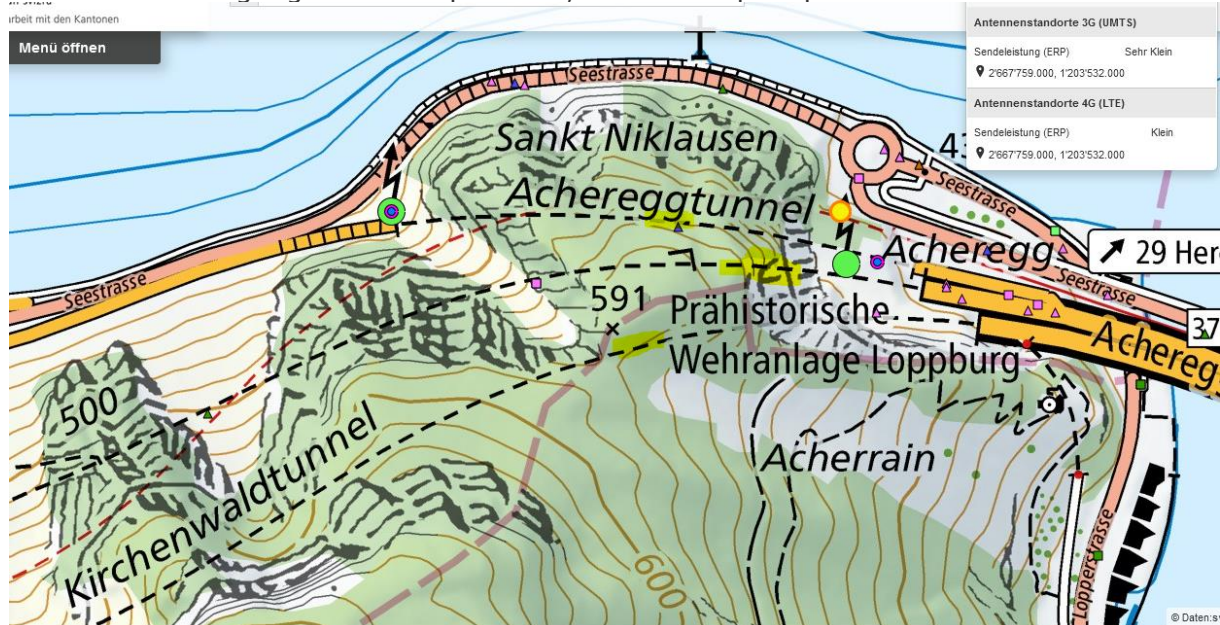 arbeit mit den Kantonen
Menü öffnen
Antennenstandorte 3G (UMTS)
Sendeleistung (ERP) Sehr Klein
2'667'759.000, 1'203'532.000
Antennenstandorte 4G (LTE)
Sendeleistung (ERP) Klein
2'667'759.000, 1'203'532.000
Seestrasse
Sankt Niklausen
Achereggtunnel
Seestrasse
Acheregg
29 Her
Seestrasse
Seestrasse
591
Prähistorische
Wehranlage Loppburg
37
Acheregg
500
Kirchenwaldtunnel
Acherrain
600
Lopperstrasse
© Daten:s